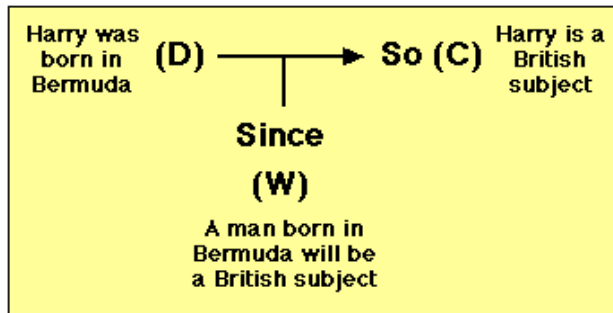 Harry was
born in
Bermuda
(D)
So (C)
Harry is a
British
subject
Since
(W)
A man born in
Bermuda will be
a British subject